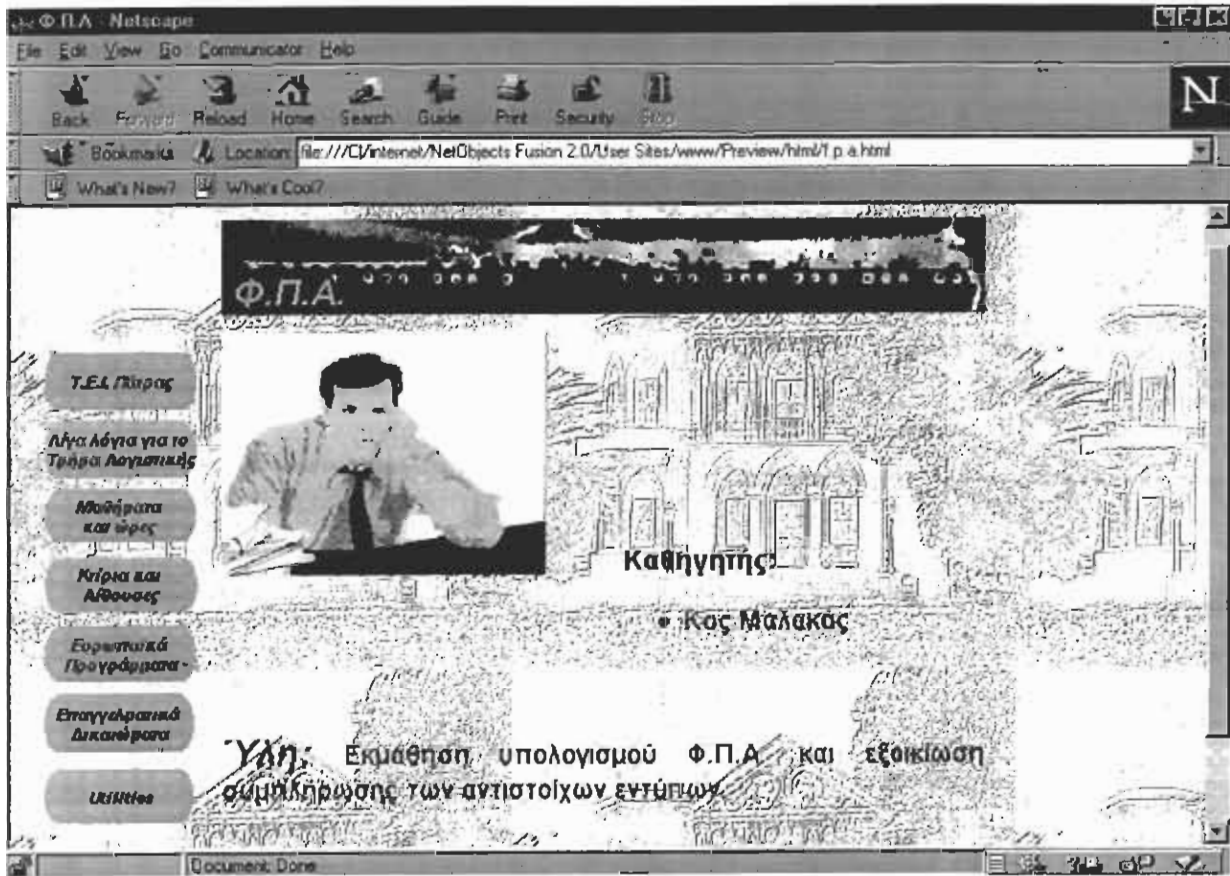 Φ.Π.Α - Netscape
File Edit View Go Communicator Help
Back Forward Reload Home Search Guide Print Security Stop
Bookmarks Location: file:///C|/internet/NetObjects Fusion 2.0/User Sites/www/Preview/html/f p a.html
What's New? What's Cool?
Φ.Π.Α.
Τ.Ε.Ι. Πάτρας
Λίγα λόγια για το
Τμήμα Λογιστικής
Μαθήματα
και ώρες
Κτίρια και
Αίθουσες
Ευρωπαϊκά
Προγράμματα
Επαγγελματικά
Δικαιώματα
Utilities
Καθηγητής:
• Κος Μαλακός
Ύλη: Εκμάθηση υπολογισμού Φ.Π.Α και εξοικίωση
συμπλήρωσης των αντιστοίχων εντύπων
Document: Done